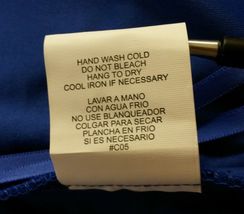 HAND WASH COLD
DO NOT BLEACH
HANG TO DRY
COOL IRON IF NECESSARY
LAVAR A MANO
CON AGUA FRIO
NO USE BLANQUEADOR
COLGAR PARA SECAR
PLANCHA EN FRIO
SI ES NECESARIO
#C05